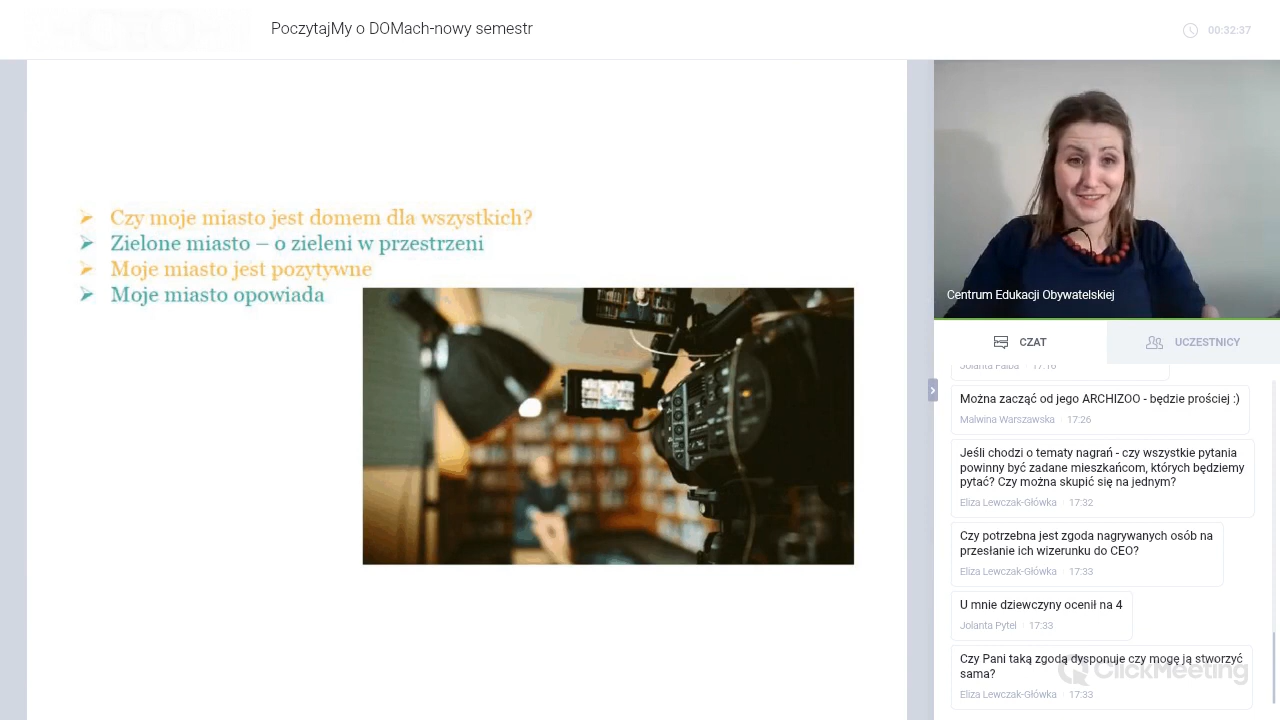 PoczytajMy o DOMach-nowy semestr
00:32:37
Czy moje miasto jest domem dla wszystkich?
Zielone miasto – o zieleni w przestrzeni
Moje miasto jest pozytywne
Moje miasto opowiada
Centrum Edukacji Obywatelskiej
CZAT
UCZESTNICY
Jolanta Pałba 17:16
Można zacząć od jego ARCHIZOO - będzie prościej :)
Malwina Warszawska 17:26
Jeśli chodzi o tematy nagrań - czy wszystkie pytania
powinny być zadane mieszkańcom, których będziemy
pytać? Czy można skupić się na jednym?
Eliza Lewczak-Główka 17:32
Czy potrzebna jest zgoda nagrywanych osób na
przesłanie ich wizerunku do CEO?
Eliza Lewczak-Główka 17:33
U mnie dziewczyny ocenił na 4
Jolanta Pytel 17:33
Czy Pani taką zgodą dysponuje czy mogę ją stworzyć
sama?
Eliza Lewczak-Główka 17:33
ClickMeeting